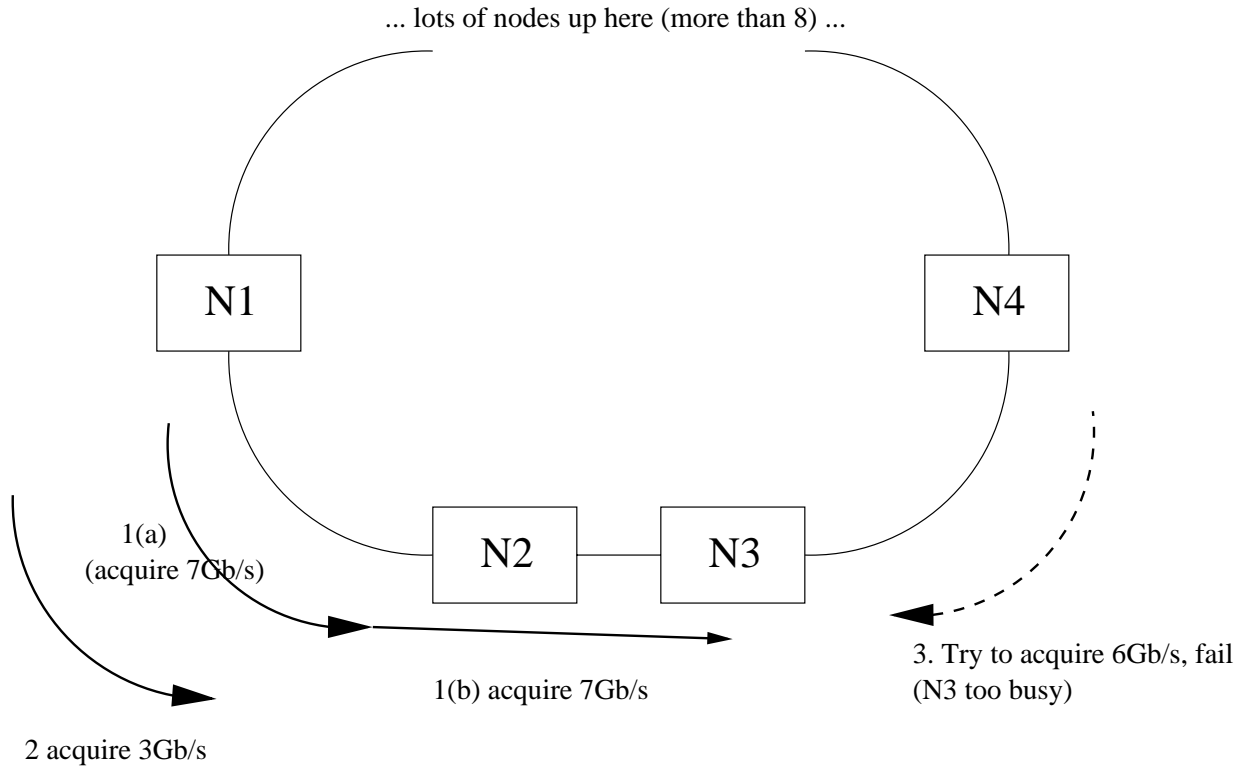 ... lots of nodes up here (more than 8) ...
N1
N4
1(a)
(acquire 7Gb/s)
N2
N3
3. Try to acquire 6Gb/s, fail
(N3 too busy)
1(b) acquire 7Gb/s
2 acquire 3Gb/s